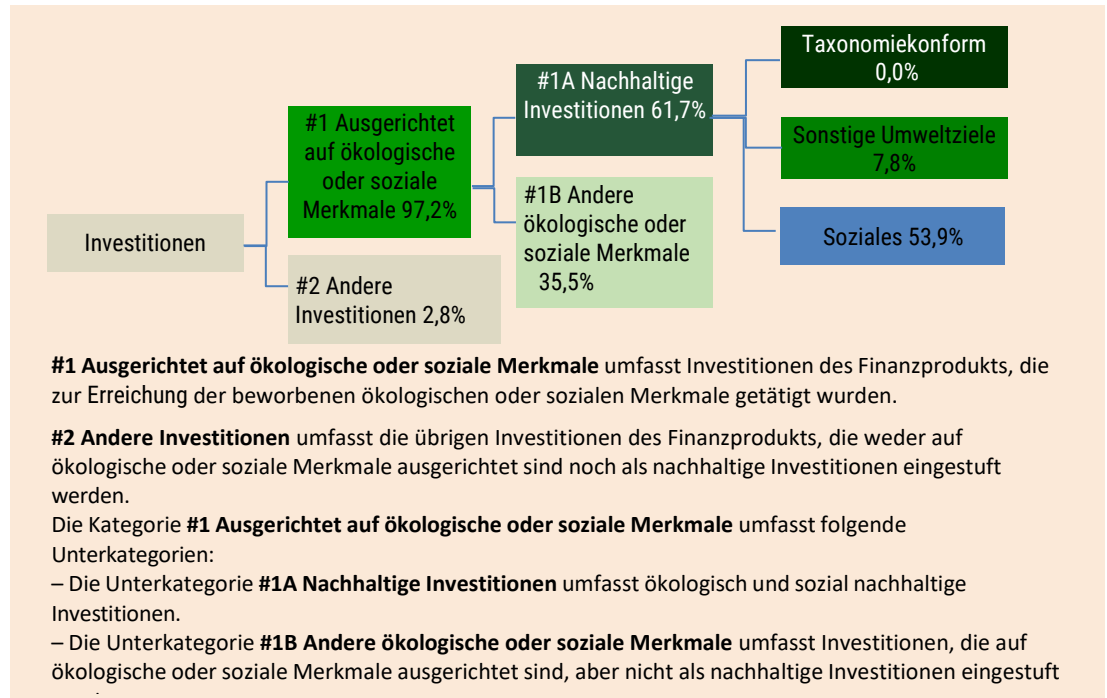 Taxonomiekonform
0,0%
#1A Nachhaltige
Investitionen 61,7%
#1 Ausgerichtet
auf ökologische
oder soziale
Merkmale 97,2%
Sonstige Umweltziele
7,8%
#1B Andere
ökologische oder
soziale Merkmale
35,5%
Investitionen
Soziales 53,9%
#2 Andere
Investitionen 2,8%
#1 Ausgerichtet auf ökologische oder soziale Merkmale umfasst Investitionen des Finanzprodukts, die
zur Erreichung der beworbenen ökologischen oder sozialen Merkmale getätigt wurden.
#2 Andere Investitionen umfasst die übrigen Investitionen des Finanzprodukts, die weder auf
ökologische oder soziale Merkmale ausgerichtet sind noch als nachhaltige Investitionen eingestuft
werden.
Die Kategorie #1 Ausgerichtet auf ökologische oder soziale Merkmale umfasst folgende
Unterkategorien:
– Die Unterkategorie #1A Nachhaltige Investitionen umfasst ökologisch und sozial nachhaltige
Investitionen.
– Die Unterkategorie #1B Andere ökologische oder soziale Merkmale umfasst Investitionen, die auf
ökologische oder soziale Merkmale ausgerichtet sind, aber nicht als nachhaltige Investitionen eingestuft